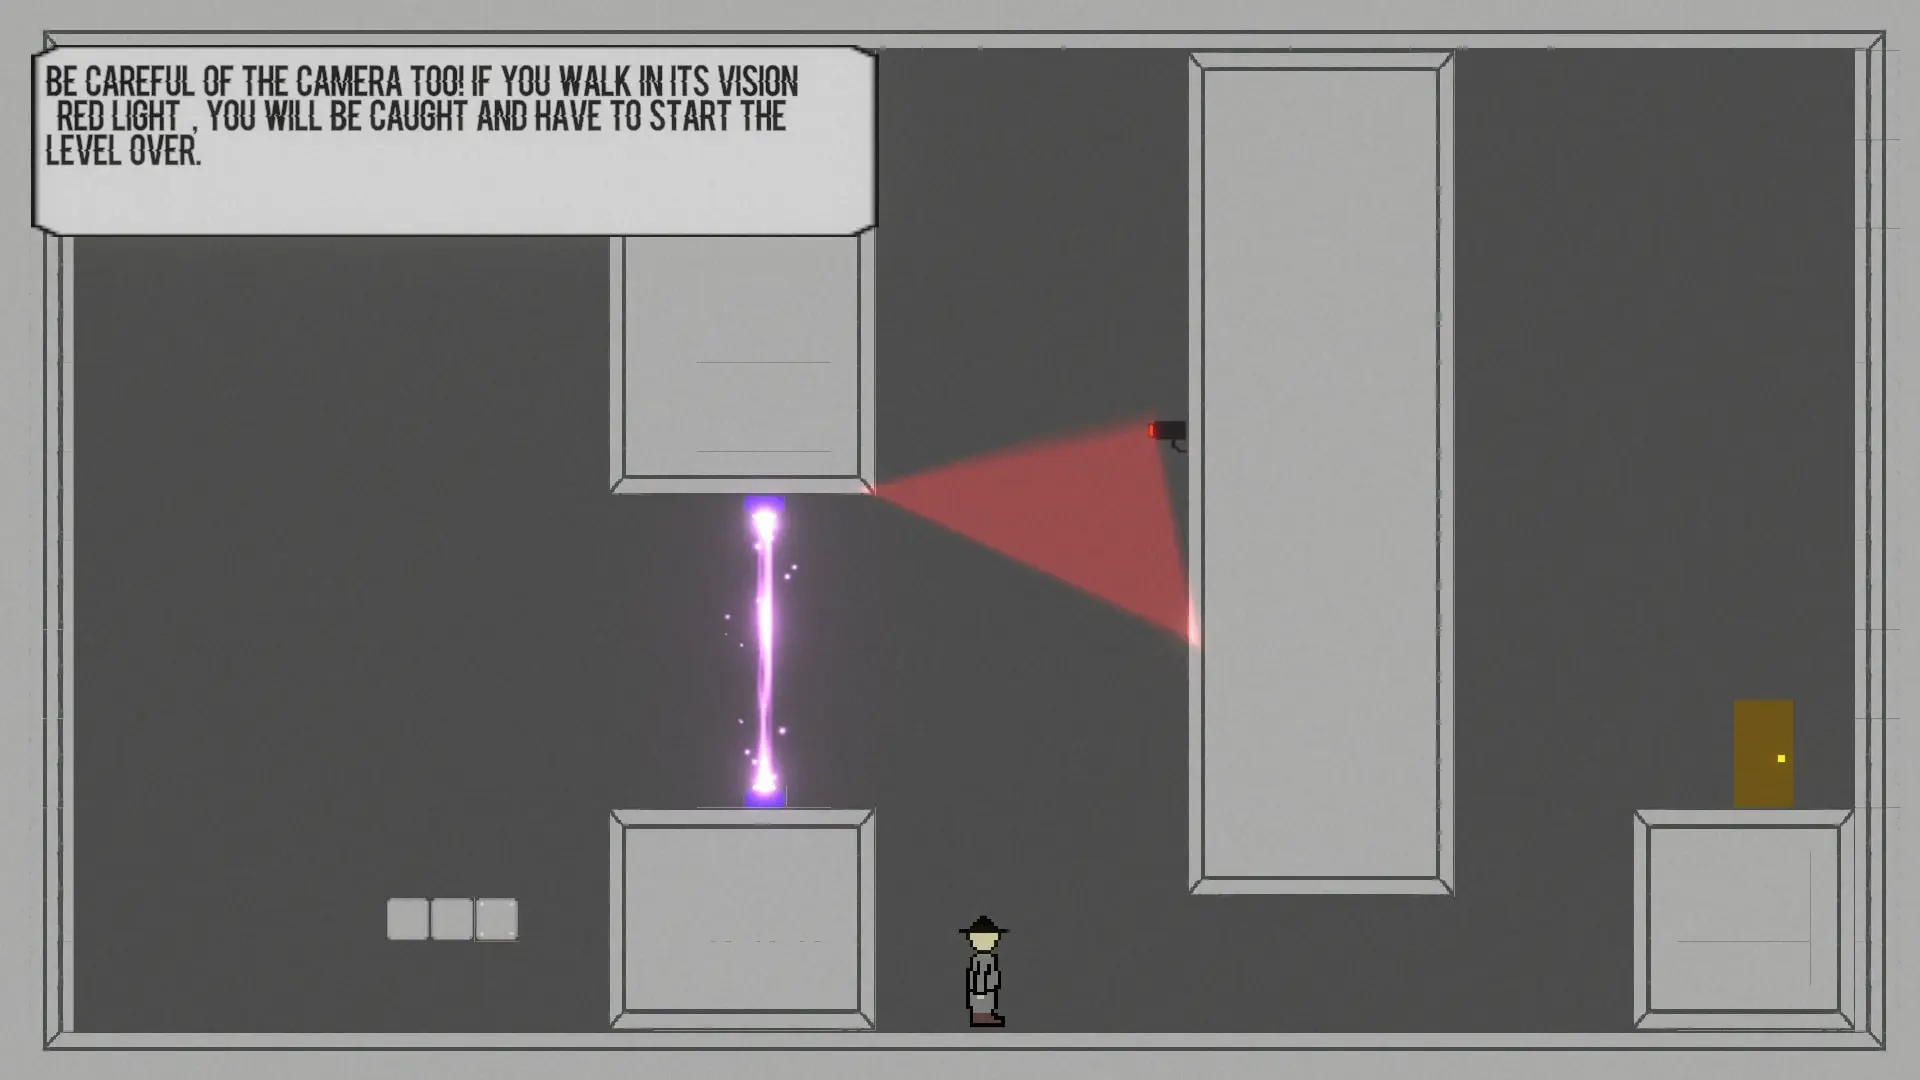 BE CAREFUL OF THE CAMERA TOO! IF YOU WALK IN ITS VISION
RED LIGHT , YOU WILL BE CAUGHT AND HAVE TO START THE
LEVEL OVER.